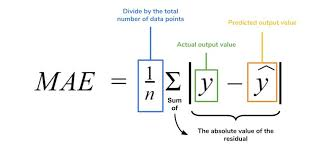 Divide by the total
number of data points
Predicted output value
Actual output value
MAE = 1/n Σ |y − ŷ|
Sum
of
The absolute value of the
residual